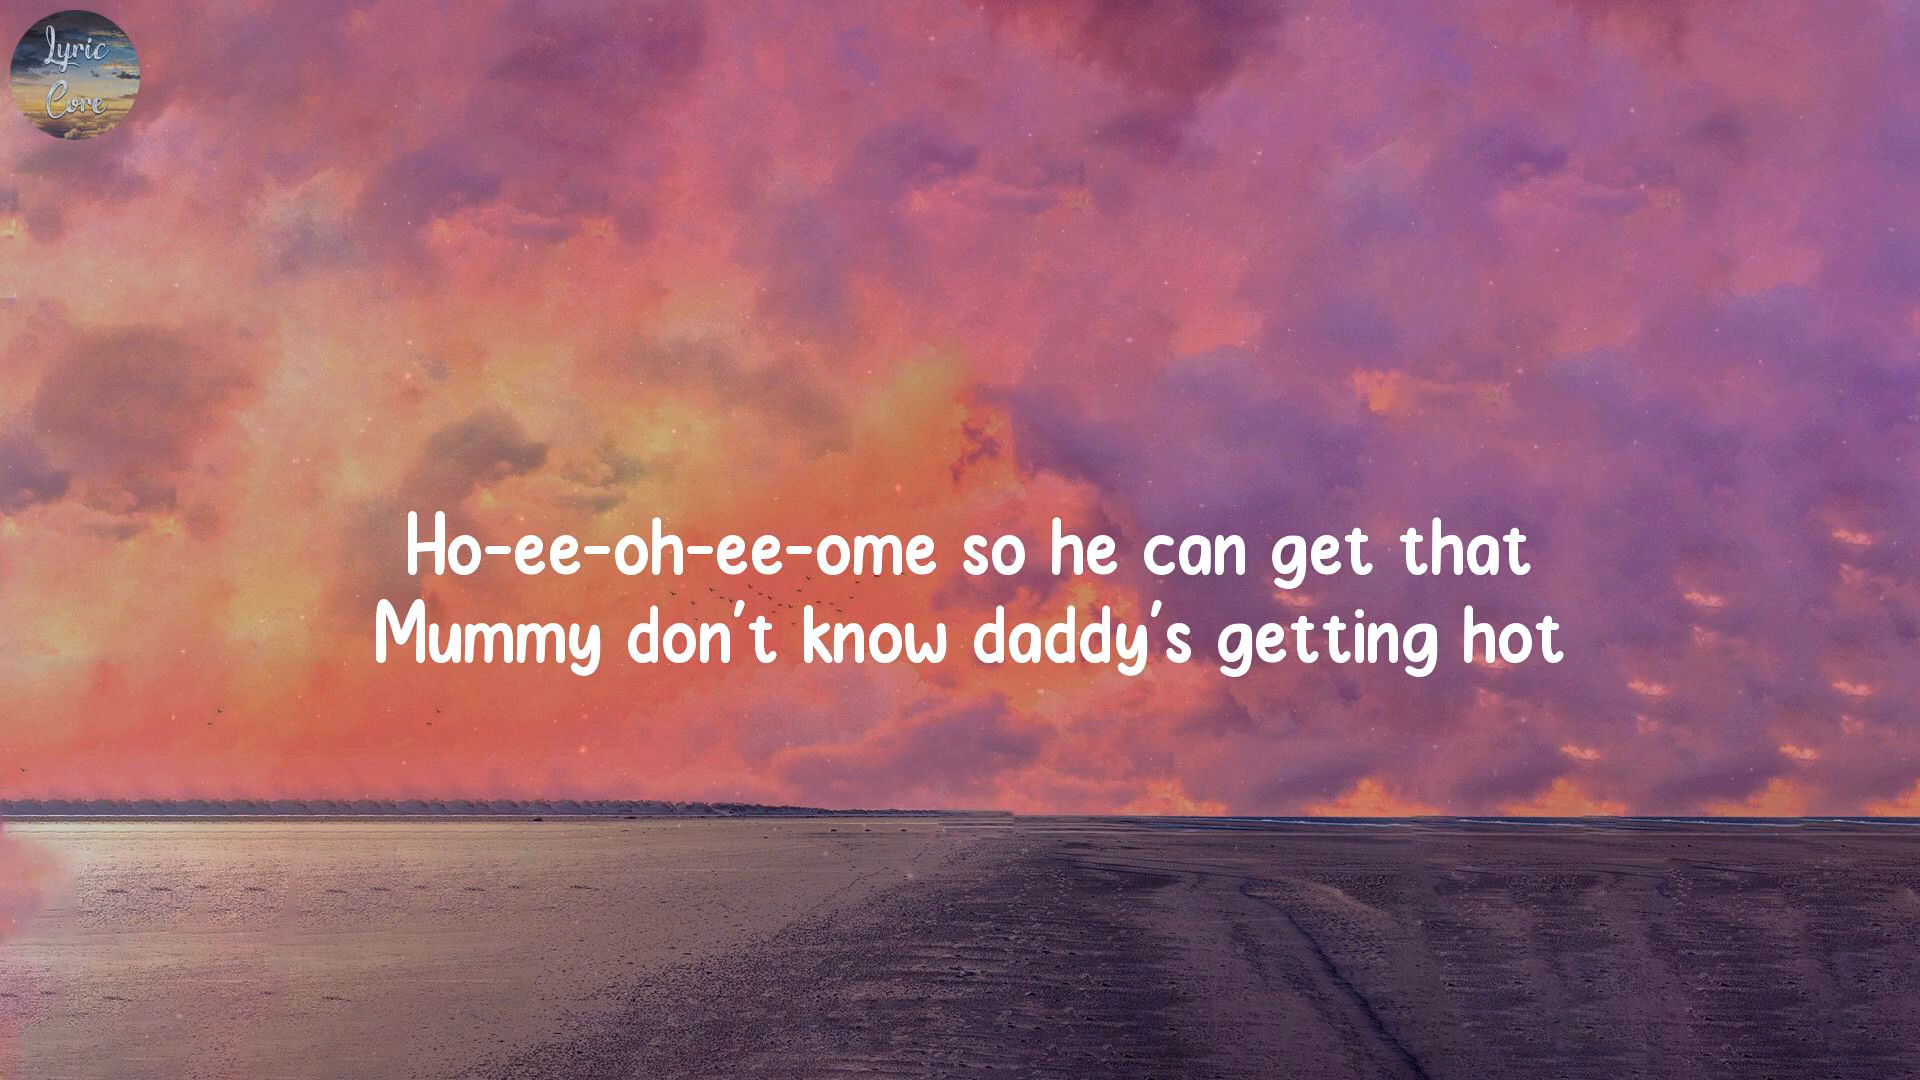 Lyric
Core
Ho-ee-oh-ee-ome so he can get that
Mummy don't know daddy's getting hot